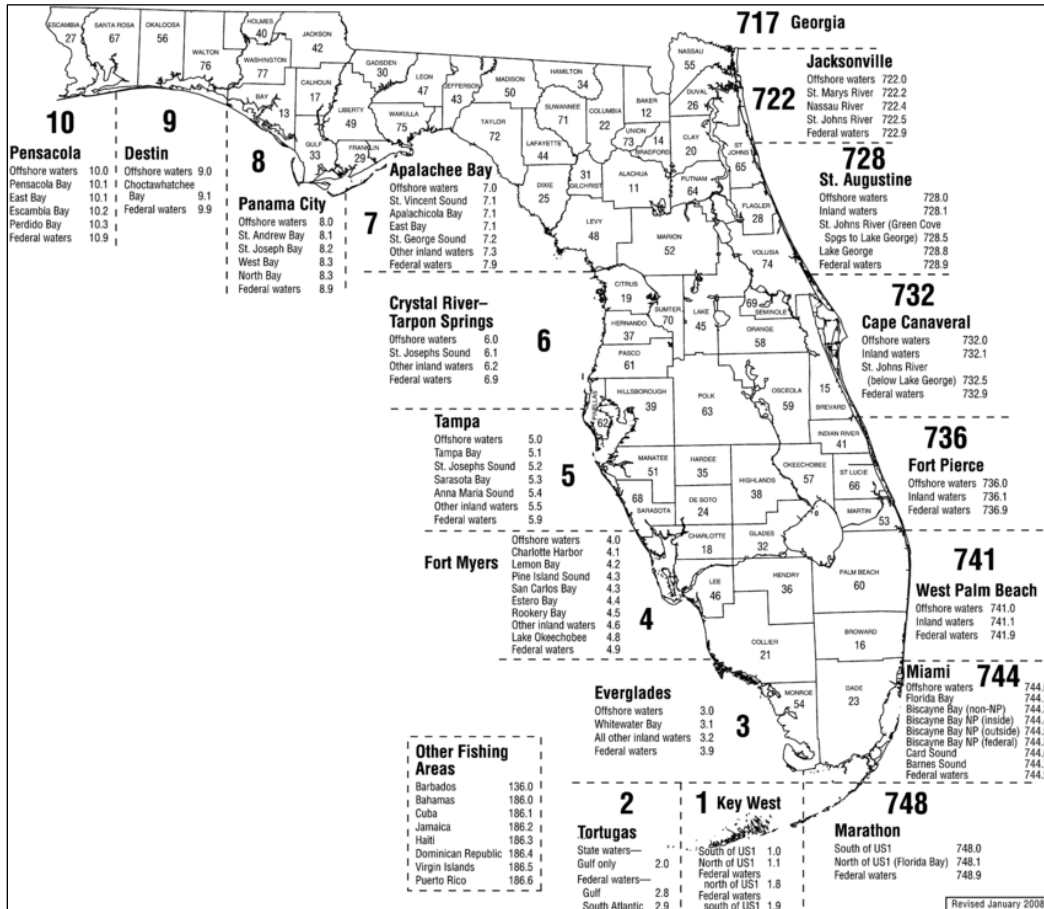 717 Georgia
ESCAMBIA
27
SANTA ROSA
67
OKALOOSA
56
WALTON
76
HOLMES
40
WASHINGTON
77
JACKSON
42
BAY
13
CALHOUN
17
GULF
33
LIBERTY
49
GADSDEN
30
LEON
47
WAKULLA
75
FRANKLIN
29
JEFFERSON
43
MADISON
50
TAYLOR
72
HAMILTON
34
SUWANNEE
71
LAFAYETTE
44
DIXIE
25
COLUMBIA
22
31
GILCHRIST
BAKER
12
UNION
73
14
BRADFORD
ALACHUA
11
LEVY
48
NASSAU
55
DUVAL
26
CLAY
20
ST JOHNS
65
PUTNAM
64
FLAGLER
28
MARION
52
VOLUSIA
74
CITRUS
19
HERNANDO
37
SUMTER
70
LAKE
45
69
SEMINOLE
ORANGE
58
PASCO
61
PINELLAS
62
HILLSBOROUGH
39
POLK
63
OSCEOLA
59
15
BREVARD
INDIAN RIVER
41
MANATEE
51
HARDEE
35
HIGHLANDS
38
OKEECHOBEE
57
ST LUCIE
66
68
SARASOTA
DE SOTO
24
MARTIN
53
CHARLOTTE
18
GLADES
32
LEE
46
HENDRY
36
PALM BEACH
60
COLLIER
21
BROWARD
16
MONROE
54
DADE
23
10
Pensacola
Offshore waters 10.0
Pensacola Bay 10.1
East Bay 10.1
Escambia Bay 10.2
Perdido Bay 10.3
Federal waters 10.9
9
Destin
Offshore waters 9.0
Choctawhatchee
Bay 9.1
Federal waters 9.9
8
Panama City
Offshore waters 8.0
St. Andrew Bay 8.1
St. Joseph Bay 8.2
West Bay 8.3
North Bay 8.3
Federal waters 8.9
7
Apalachee Bay
Offshore waters 7.0
St. Vincent Sound 7.1
Apalachicola Bay 7.1
East Bay 7.1
St. George Sound 7.2
Other inland waters 7.3
Federal waters 7.9
Crystal River–
Tarpon Springs
6
Offshore waters 6.0
St. Josephs Sound 6.1
Other inland waters 6.2
Federal waters 6.9
Tampa
5
Offshore waters 5.0
Tampa Bay 5.1
St. Josephs Sound 5.2
Sarasota Bay 5.3
Anna Maria Sound 5.4
Other inland waters 5.5
Federal waters 5.9
Fort Myers
4
Offshore waters 4.0
Charlotte Harbor 4.1
Lemon Bay 4.2
Pine Island Sound 4.3
San Carlos Bay 4.3
Estero Bay 4.4
Rookery Bay 4.5
Other inland waters 4.6
Lake Okeechobee 4.8
Federal waters 4.9
Everglades
3
Offshore waters 3.0
Whitewater Bay 3.1
All other inland waters 3.2
Federal waters 3.9
Other Fishing
Areas
Barbados 136.0
Bahamas 186.0
Cuba 186.1
Jamaica 186.2
Haiti 186.3
Dominican Republic 186.4
Virgin Islands 186.5
Puerto Rico 186.6
2
Tortugas
State waters—
Gulf only 2.0
Federal waters—
Gulf 2.8
South Atlantic 2.9
1 Key West
South of US1 1.0
North of US1 1.1
Federal waters
north of US1 1.8
Federal waters
south of US1 1.9
748
Marathon
South of US1 748.0
North of US1 (Florida Bay) 748.1
Federal waters 748.9
722
Jacksonville
Offshore waters 722.0
St. Marys River 722.2
Nassau River 722.4
St. Johns River 722.5
Federal waters 722.9
728
St. Augustine
Offshore waters 728.0
Inland waters 728.1
St. Johns River (Green Cove
Spgs to Lake George) 728.5
Lake George 728.8
Federal waters 728.9
732
Cape Canaveral
Offshore waters 732.0
Inland waters 732.1
St. Johns River
(below Lake George) 732.5
Federal waters 732.9
736
Fort Pierce
Offshore waters 736.0
Inland waters 736.1
Federal waters 736.9
741
West Palm Beach
Offshore waters 741.0
Inland waters 741.1
Federal waters 741.9
Miami 744
Offshore waters 744.
Florida Bay 744.
Biscayne Bay (non-NP) 744.
Biscayne Bay NP (inside) 744.
Biscayne Bay NP (outside) 744.
Biscayne Bay NP (federal) 744.
Card Sound 744.
Barnes Sound 744.
Federal waters 744.
Revised January 2008